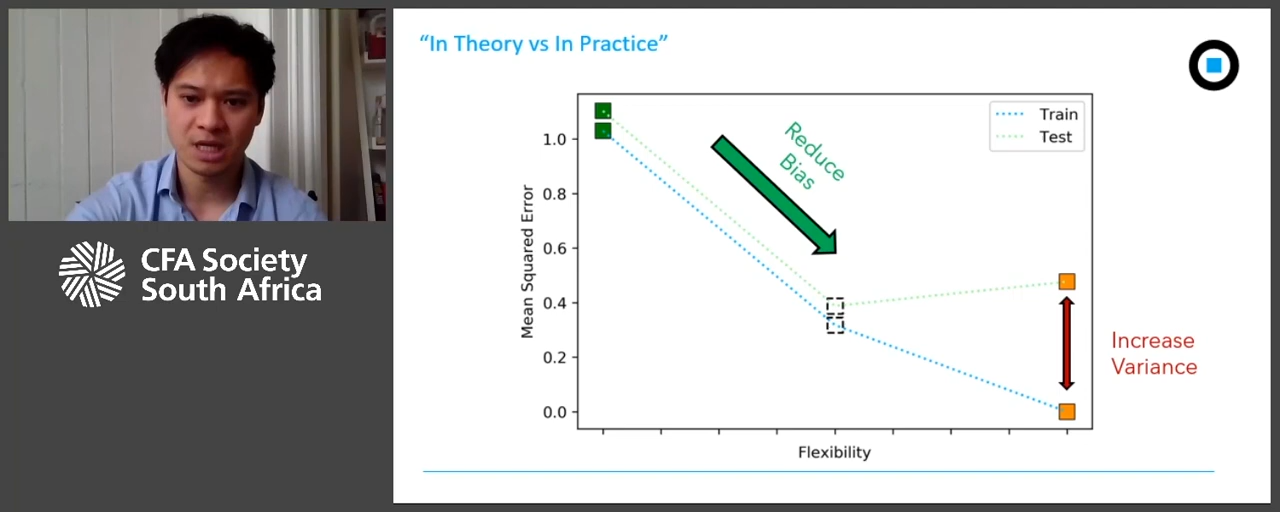 “In Theory vs In Practice”
CFA Society
South Africa
Reduce
Bias
Train
Test
1.0
0.8
0.6
0.4
0.2
0.0
Mean Squared Error
Flexibility
Increase
Variance